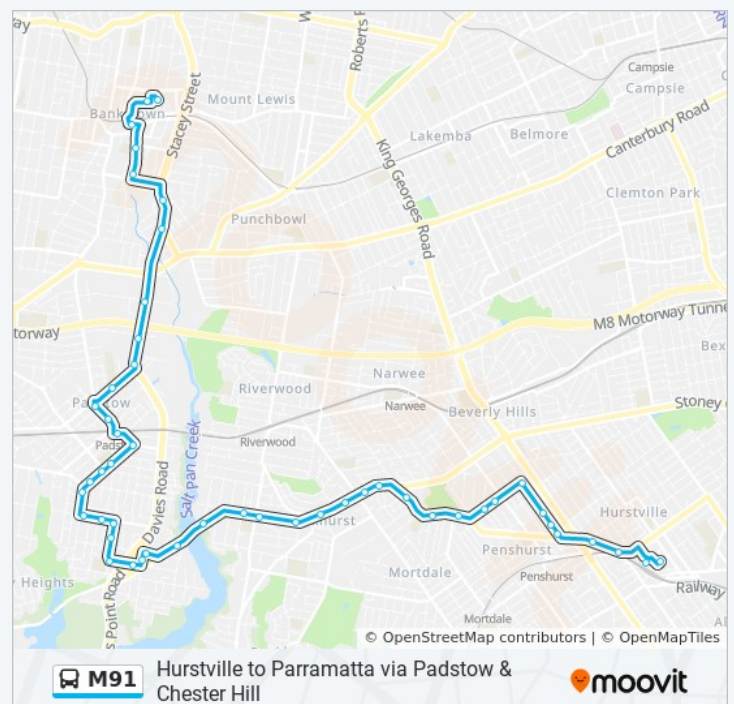 ay
Roberts F
Stacey Street
Mount Lewis
Bankstown
Campsie
Campsie
Lakemba
Belmore
Canterbury Road
King Georges Road
Clemton Park
Punchbowl
torway
M8 Motorway Tunne
Bex
Narwee
Riverwood
Padstow
Narwee
Beverly Hills
Stoney
Padst
Riverwood
Salt Pan Creek
Davies Road
Hurstville
hurst
Penshurst
Heights
Mortdale
Penshurst
Railway
s Point Road
Mortdale
© OpenStreetMap contributors | © OpenMapTiles
M91
Hurstville to Parramatta via Padstow &
Chester Hill
moovit